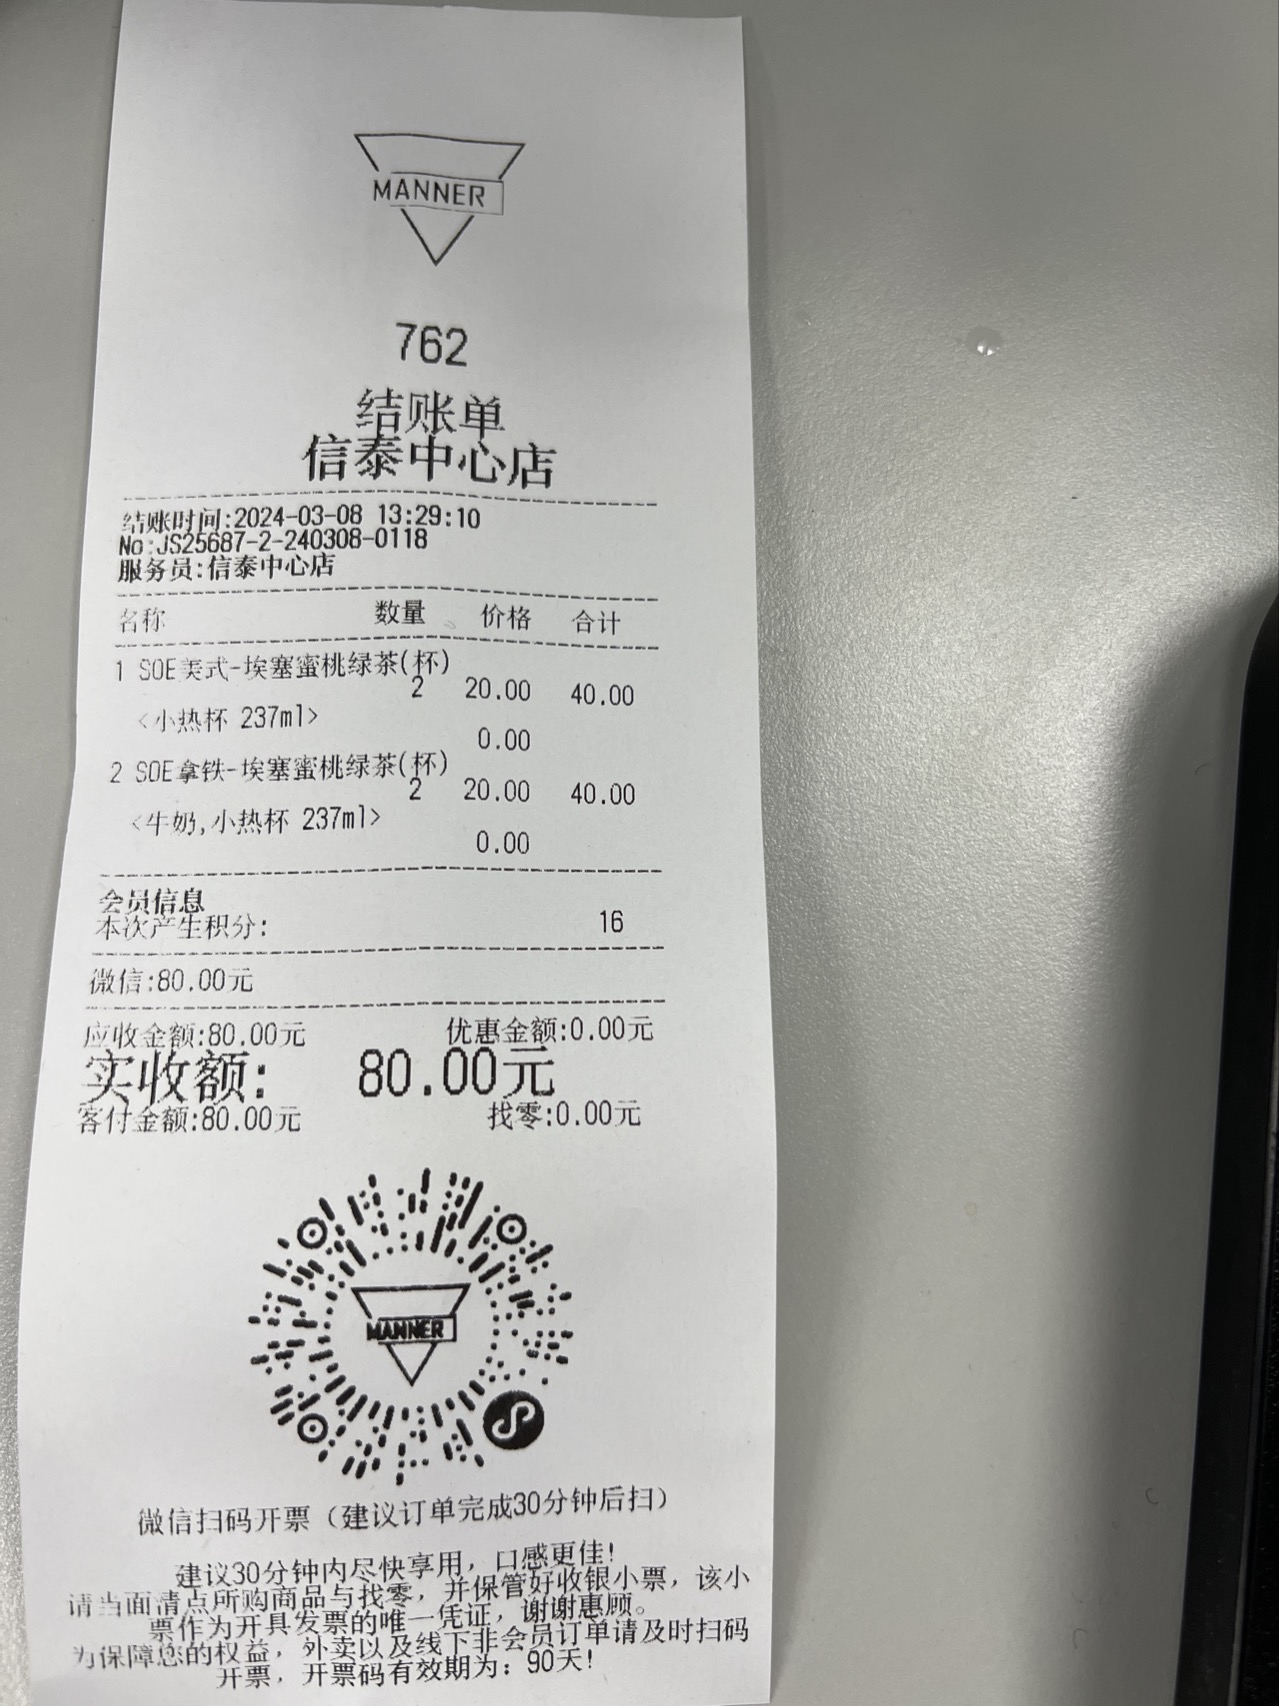 MANNER
762
结账单
信泰中心店
结账时间:2024-03-08 13:29:10
No:JS25687-2-240308-0118
服务员:信泰中心店
名称 数量 价格 合计
1 SOE美式-埃塞蜜桃绿茶(杯)
2 20.00 40.00
<小热杯 237ml>
0.00
2 SOE拿铁-埃塞蜜桃绿茶(杯)
2 20.00 40.00
<牛奶,小热杯 237ml>
0.00
会员信息
本次产生积分: 16
微信:80.00元
应收金额:80.00元 优惠金额:0.00元
实收额: 80.00元
客付金额:80.00元 找零:0.00元
MANNER
微信扫码开票（建议订单完成30分钟后扫）
建议30分钟内尽快享用，口感更佳!
请当面清点所购商品与找零，并保管好收银小票，该小
票作为开具发票的唯一凭证，谢谢惠顾。
为保障您的权益，外卖以及线下非会员订单请及时扫码
开票，开票码有效期为：90天!